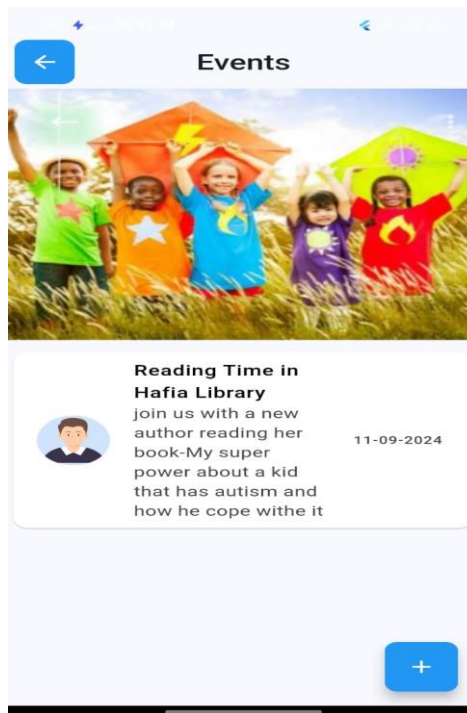 Events
Reading Time in
Hafia Library
join us with a new
author reading her
book-My super
power about a kid
that has autism and
how he cope withe it
11-09-2024